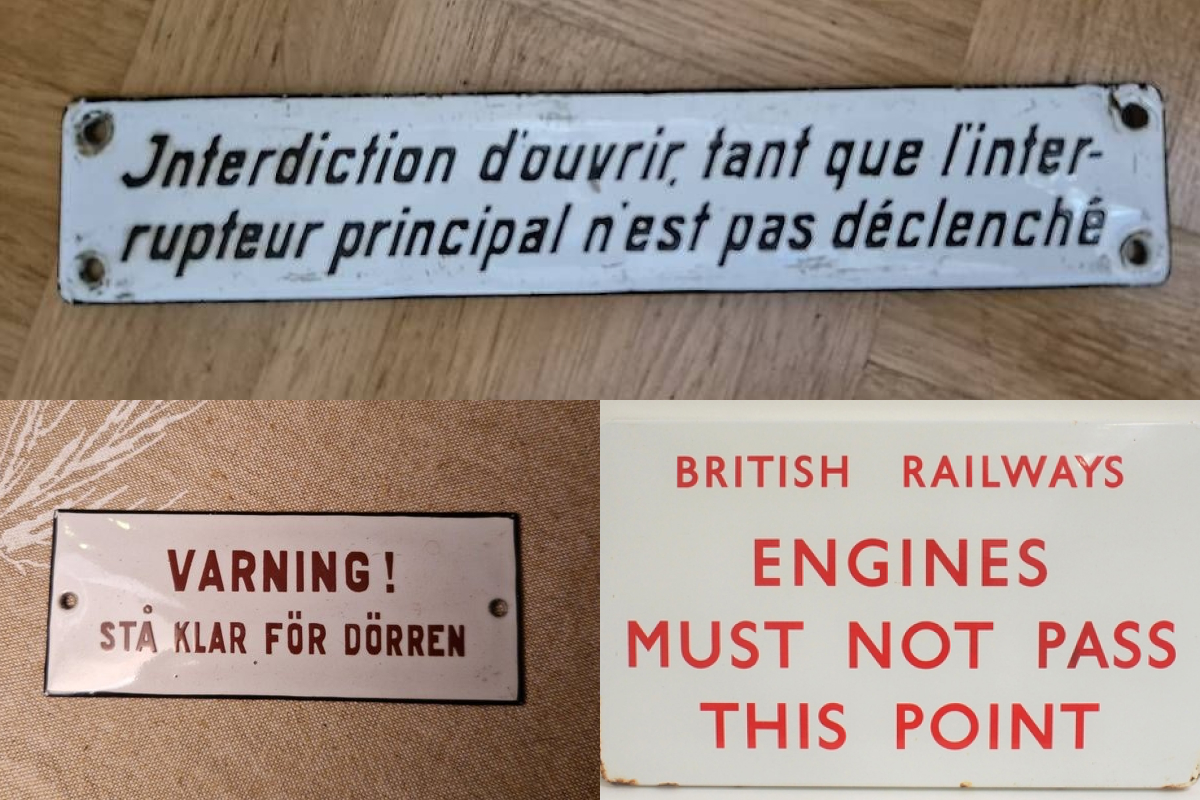 Interdiction d'ouvrir, tant que l'inter-
rupteur principal n'est pas déclenché
VARNING!
STÅ KLAR FÖR DÖRREN
BRITISH RAILWAYS
ENGINES
MUST NOT PASS
THIS POINT